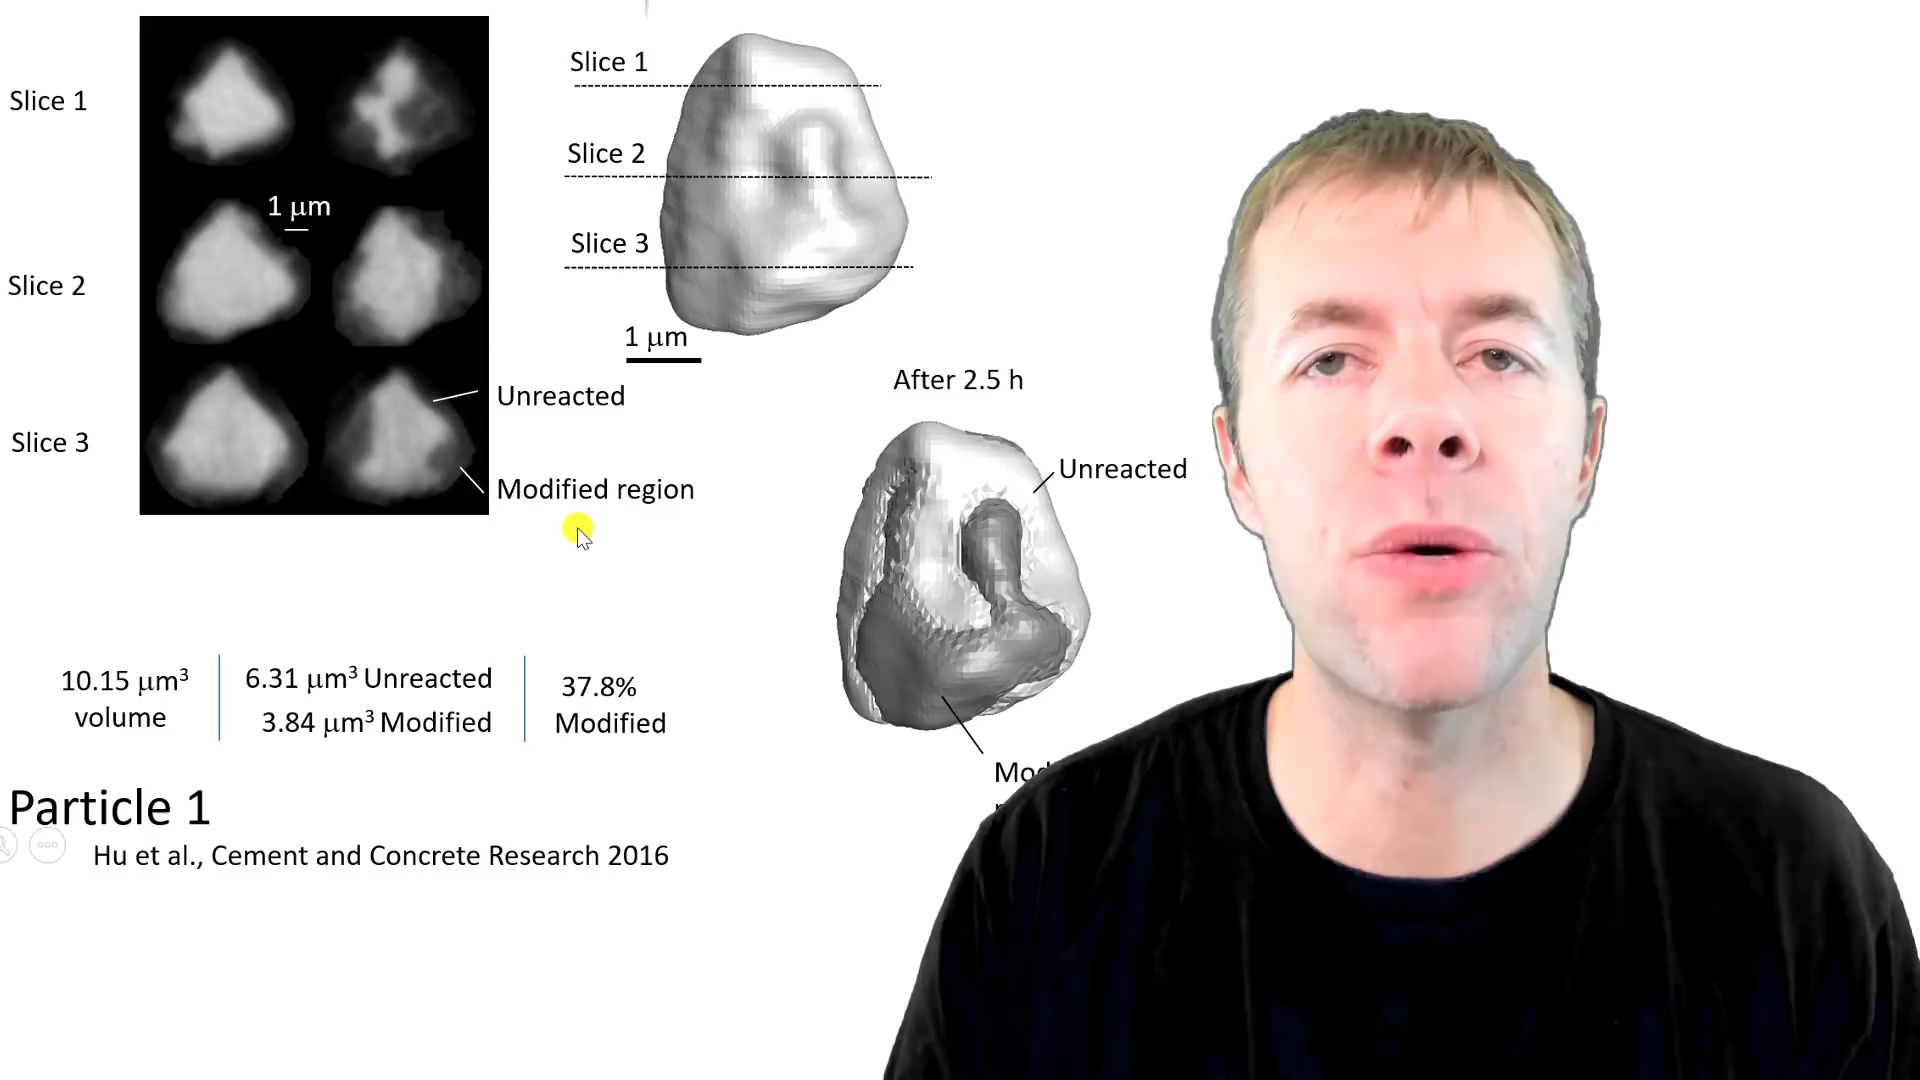 Slice 1
Slice 2
Slice 3
1 μm
Unreacted
Modified region
Slice 1
Slice 2
Slice 3
1 μm
After 2.5 h
Unreacted
10.15 μm³
volume
6.31 μm³ Unreacted
3.84 μm³ Modified
37.8%
Modified
Particle 1
Hu et al., Cement and Concrete Research 2016